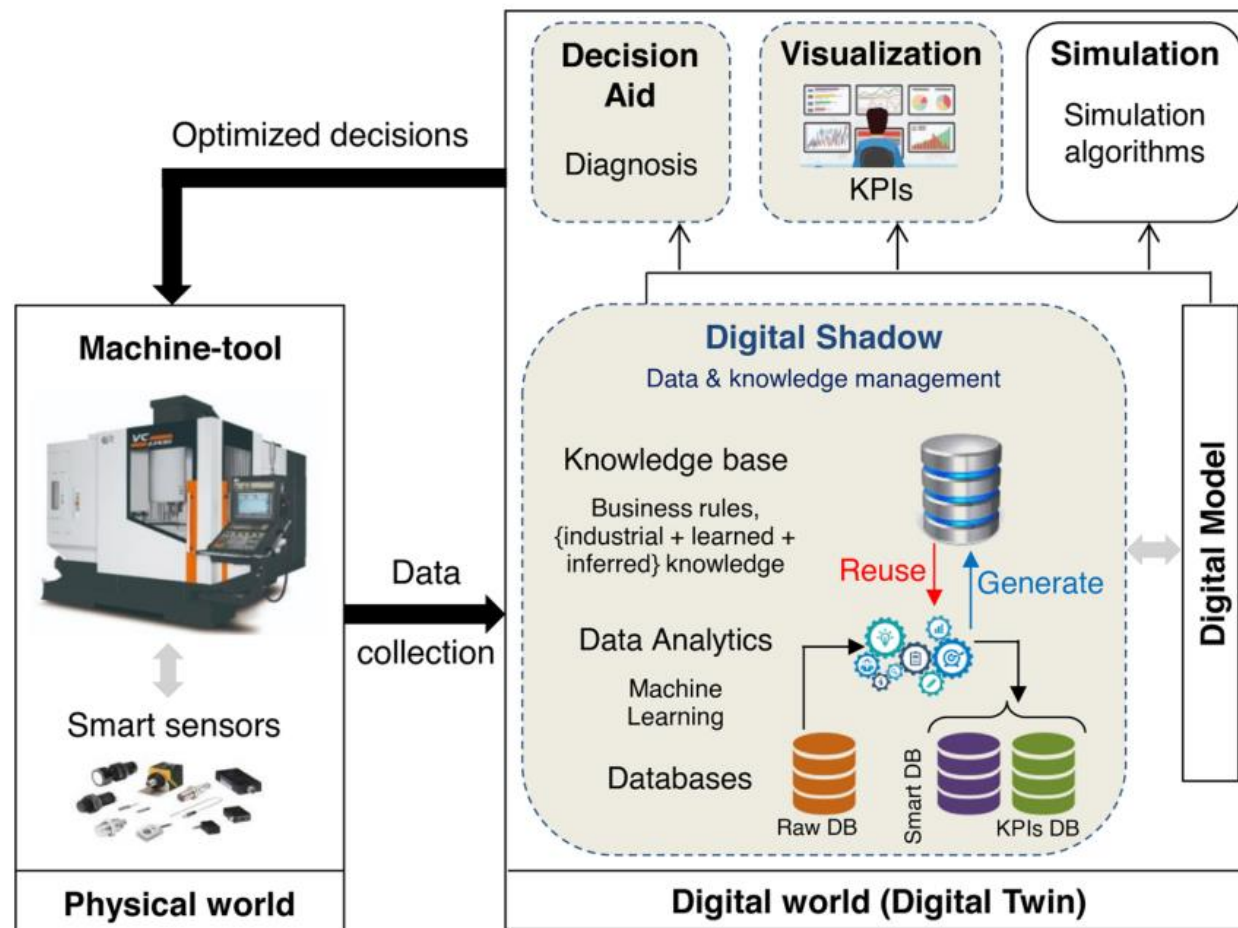 Decision
Aid
Diagnosis
Visualization
KPIs
Simulation
Simulation
algorithms
Optimized decisions
Machine-tool
Data
collection
Smart sensors
Physical world
Digital Shadow
Data & knowledge management
Knowledge base
Business rules,
{industrial + learned +
inferred} knowledge
Reuse
Generate
Data Analytics
Machine
Learning
Databases
Raw DB
Smart DB
KPIs DB
Digital Model
Digital world (Digital Twin)